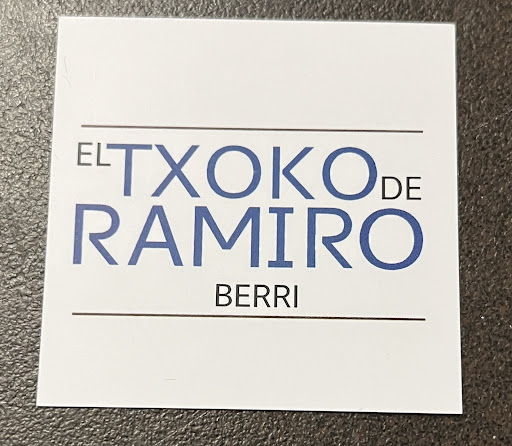 EL TXOKO DE
RAMIRO
BERRI